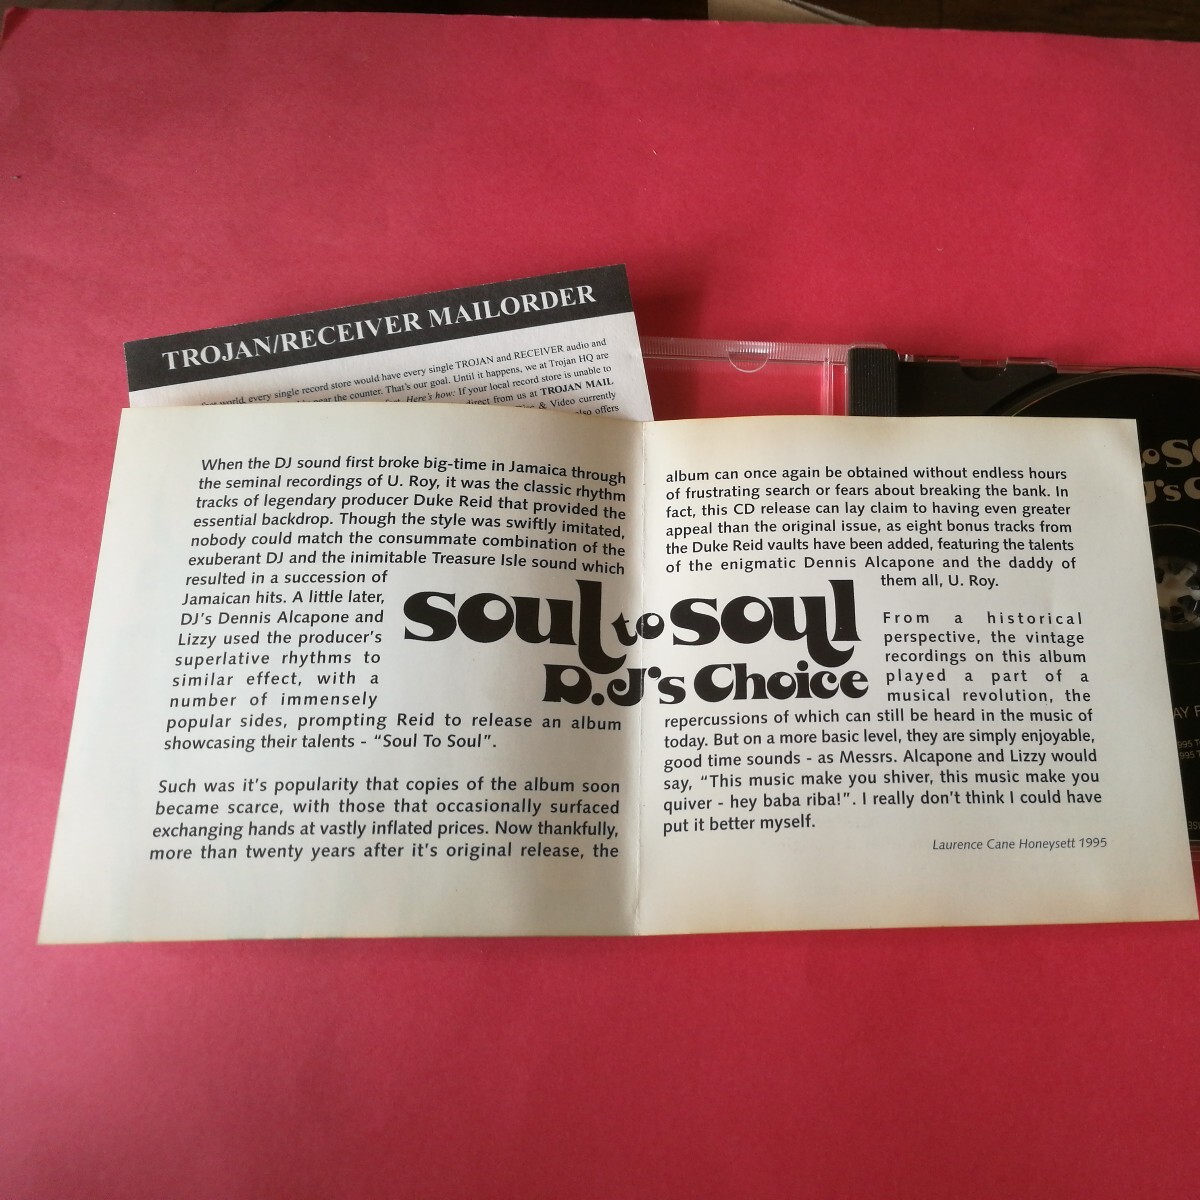 TROJAN/RECEIVER MAILORDER
world, every single record store would have every single TROJAN and RECEIVER audio and
near the counter. That's our goal. Until it happens, we at Trojan HQ are
Here's how: If your local record store is unable to
direct from us at TROJAN MAIL
& Video currently
also offers
When the DJ sound first broke big-time in Jamaica through
the seminal recordings of U. Roy, it was the classic rhythm
tracks of legendary producer Duke Reid that provided the
essential backdrop. Though the style was swiftly imitated,
nobody could match the consummate combination of the
exuberant DJ and the inimitable Treasure Isle sound which
resulted in a succession of
Jamaican hits. A little later,
DJ's Dennis Alcapone and
Lizzy used the producer's
superlative rhythms to
similar effect, with a
number of immensely
popular sides, prompting Reid to release an album
showcasing their talents - “Soul To Soul”.
Such was it's popularity that copies of the album soon
became scarce, with those that occasionally surfaced
exchanging hands at vastly inflated prices. Now thankfully,
more than twenty years after it's original release, the
soul to soul
D.J's Choice
album can once again be obtained without endless hours
of frustrating search or fears about breaking the bank. In
fact, this CD release can lay claim to having even greater
appeal than the original issue, as eight bonus tracks from
the Duke Reid vaults have been added, featuring the talents
of the enigmatic Dennis Alcapone and the daddy of
them all, U. Roy.
From a historical
perspective, the vintage
recordings on this album
played a part of a
musical revolution, the
repercussions of which can still be heard in the music of
today. But on a more basic level, they are simply enjoyable,
good time sounds - as Messrs. Alcapone and Lizzy would
say, “This music make you shiver, this music make you
quiver - hey baba riba!”. I really don't think I could have
put it better myself.
Laurence Cane Honeysett 1995